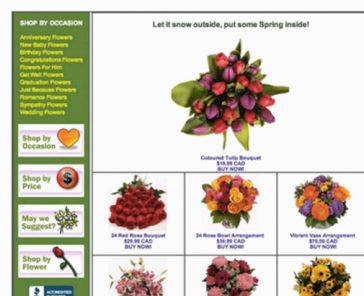 SHOP BY OCCASION
Anniversary Flowers
New Baby Flowers
Birthday Flowers
Congratulations Flowers
Flowers For Him
Get Well Flowers
Graduation Flowers
Just Because Flowers
Romance Flowers
Sympathy Flowers
Wedding Flowers
Shop by
Occasion
Shop by
Price
$
May we
Suggest?
Shop by
Flower
BBB
ACCREDITED
Let it snow outside, put some Spring inside!
Coloured Tulip Bouquet
$19.99 CAD
BUY NOW!
24 Red Rose Bouquet
$29.99 CAD
BUY NOW!
24 Rose Bowl Arrangement
$39.99 CAD
BUY NOW!
Vibrant Vase Arrangement
$70.00 CAD
BUY NOW!